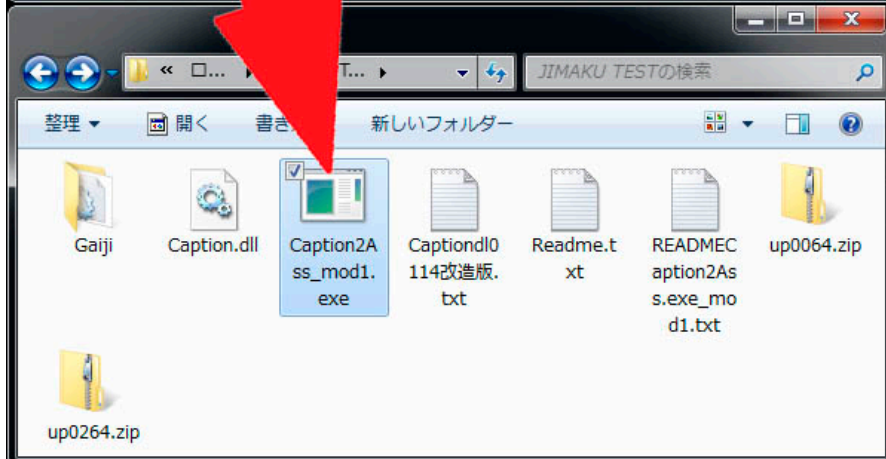 « ロ... T...
JIMAKU TESTの検索
整理 開く 書き 新しいフォルダー
Gaiji
Caption.dll
Caption2A
ss_mod1.
exe
Captiondl0
114改造版.
txt
Readme.t
xt
READMEC
aption2As
s.exe_mo
d1.txt
up0064.zip
up0264.zip